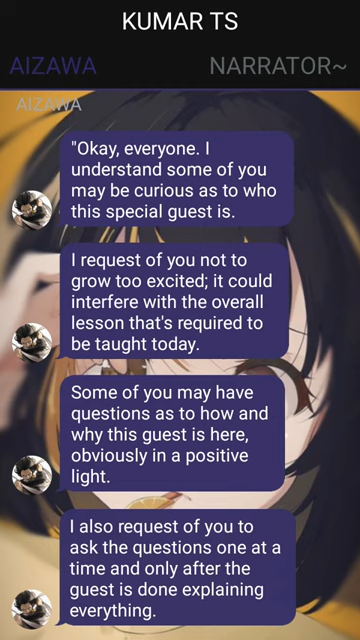 KUMAR TS
AIZAWA
NARRATOR~
AIZAWA
"Okay, everyone. I
understand some of you
may be curious as to who
this special guest is.
I request of you not to
grow too excited; it could
interfere with the overall
lesson that's required to
be taught today.
Some of you may have
questions as to how and
why this guest is here,
obviously in a positive
light.
I also request of you to
ask the questions one at a
time and only after the
guest is done explaining
everything.